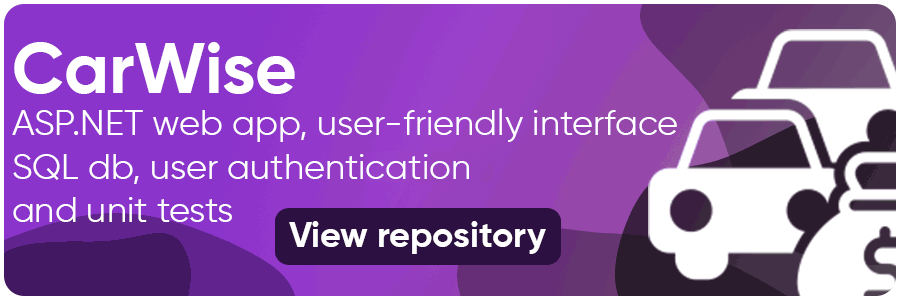 CarWise
ASP.NET web app, user-friendly interface
SQL db, user authentication
and unit tests
View repository
$